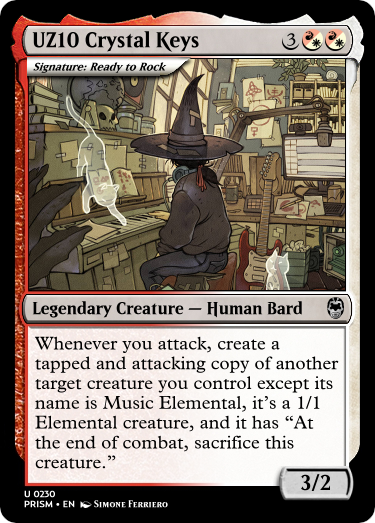 UZ10 Crystal Keys 3
Signature: Ready to Rock
Legendary Creature — Human Bard
Whenever you attack, create a
tapped and attacking copy of another
target creature you control except its
name is Music Elemental, it's a 1/1
Elemental creature, and it has “At
the end of combat, sacrifice this
creature.”
3/2
U 0230
PRISM • EN Simone Ferriero